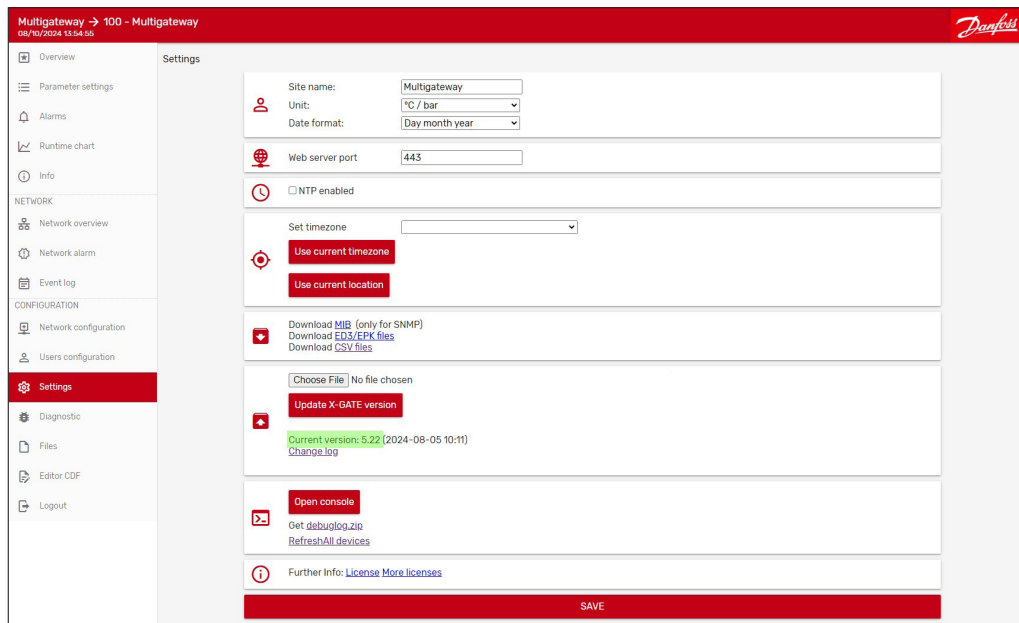 Multigateway → 100 - Multigateway
08/10/2024 13:54:55
Danfoss
Overview
Parameter settings
Alarms
Runtime chart
Info
NETWORK
Network overview
Network alarm
Event log
CONFIGURATION
Network configuration
Users configuration
Settings
Diagnostic
Files
Editor CDF
Logout
Settings
Site name: Multigateway
Unit: °C / bar
Date format: Day month year
Web server port 443
NTP enabled
Set timezone
Use current timezone
Use current location
Download MIB (only for SNMP)
Download ED3/EPK files
Download CSV files
Choose File No file chosen
Update X-GATE version
Current version: 5.22 (2024-08-05 10:11)
Change log
Open console
Get debuglog.zip
RefreshAll devices
Further Info: License More licenses
SAVE